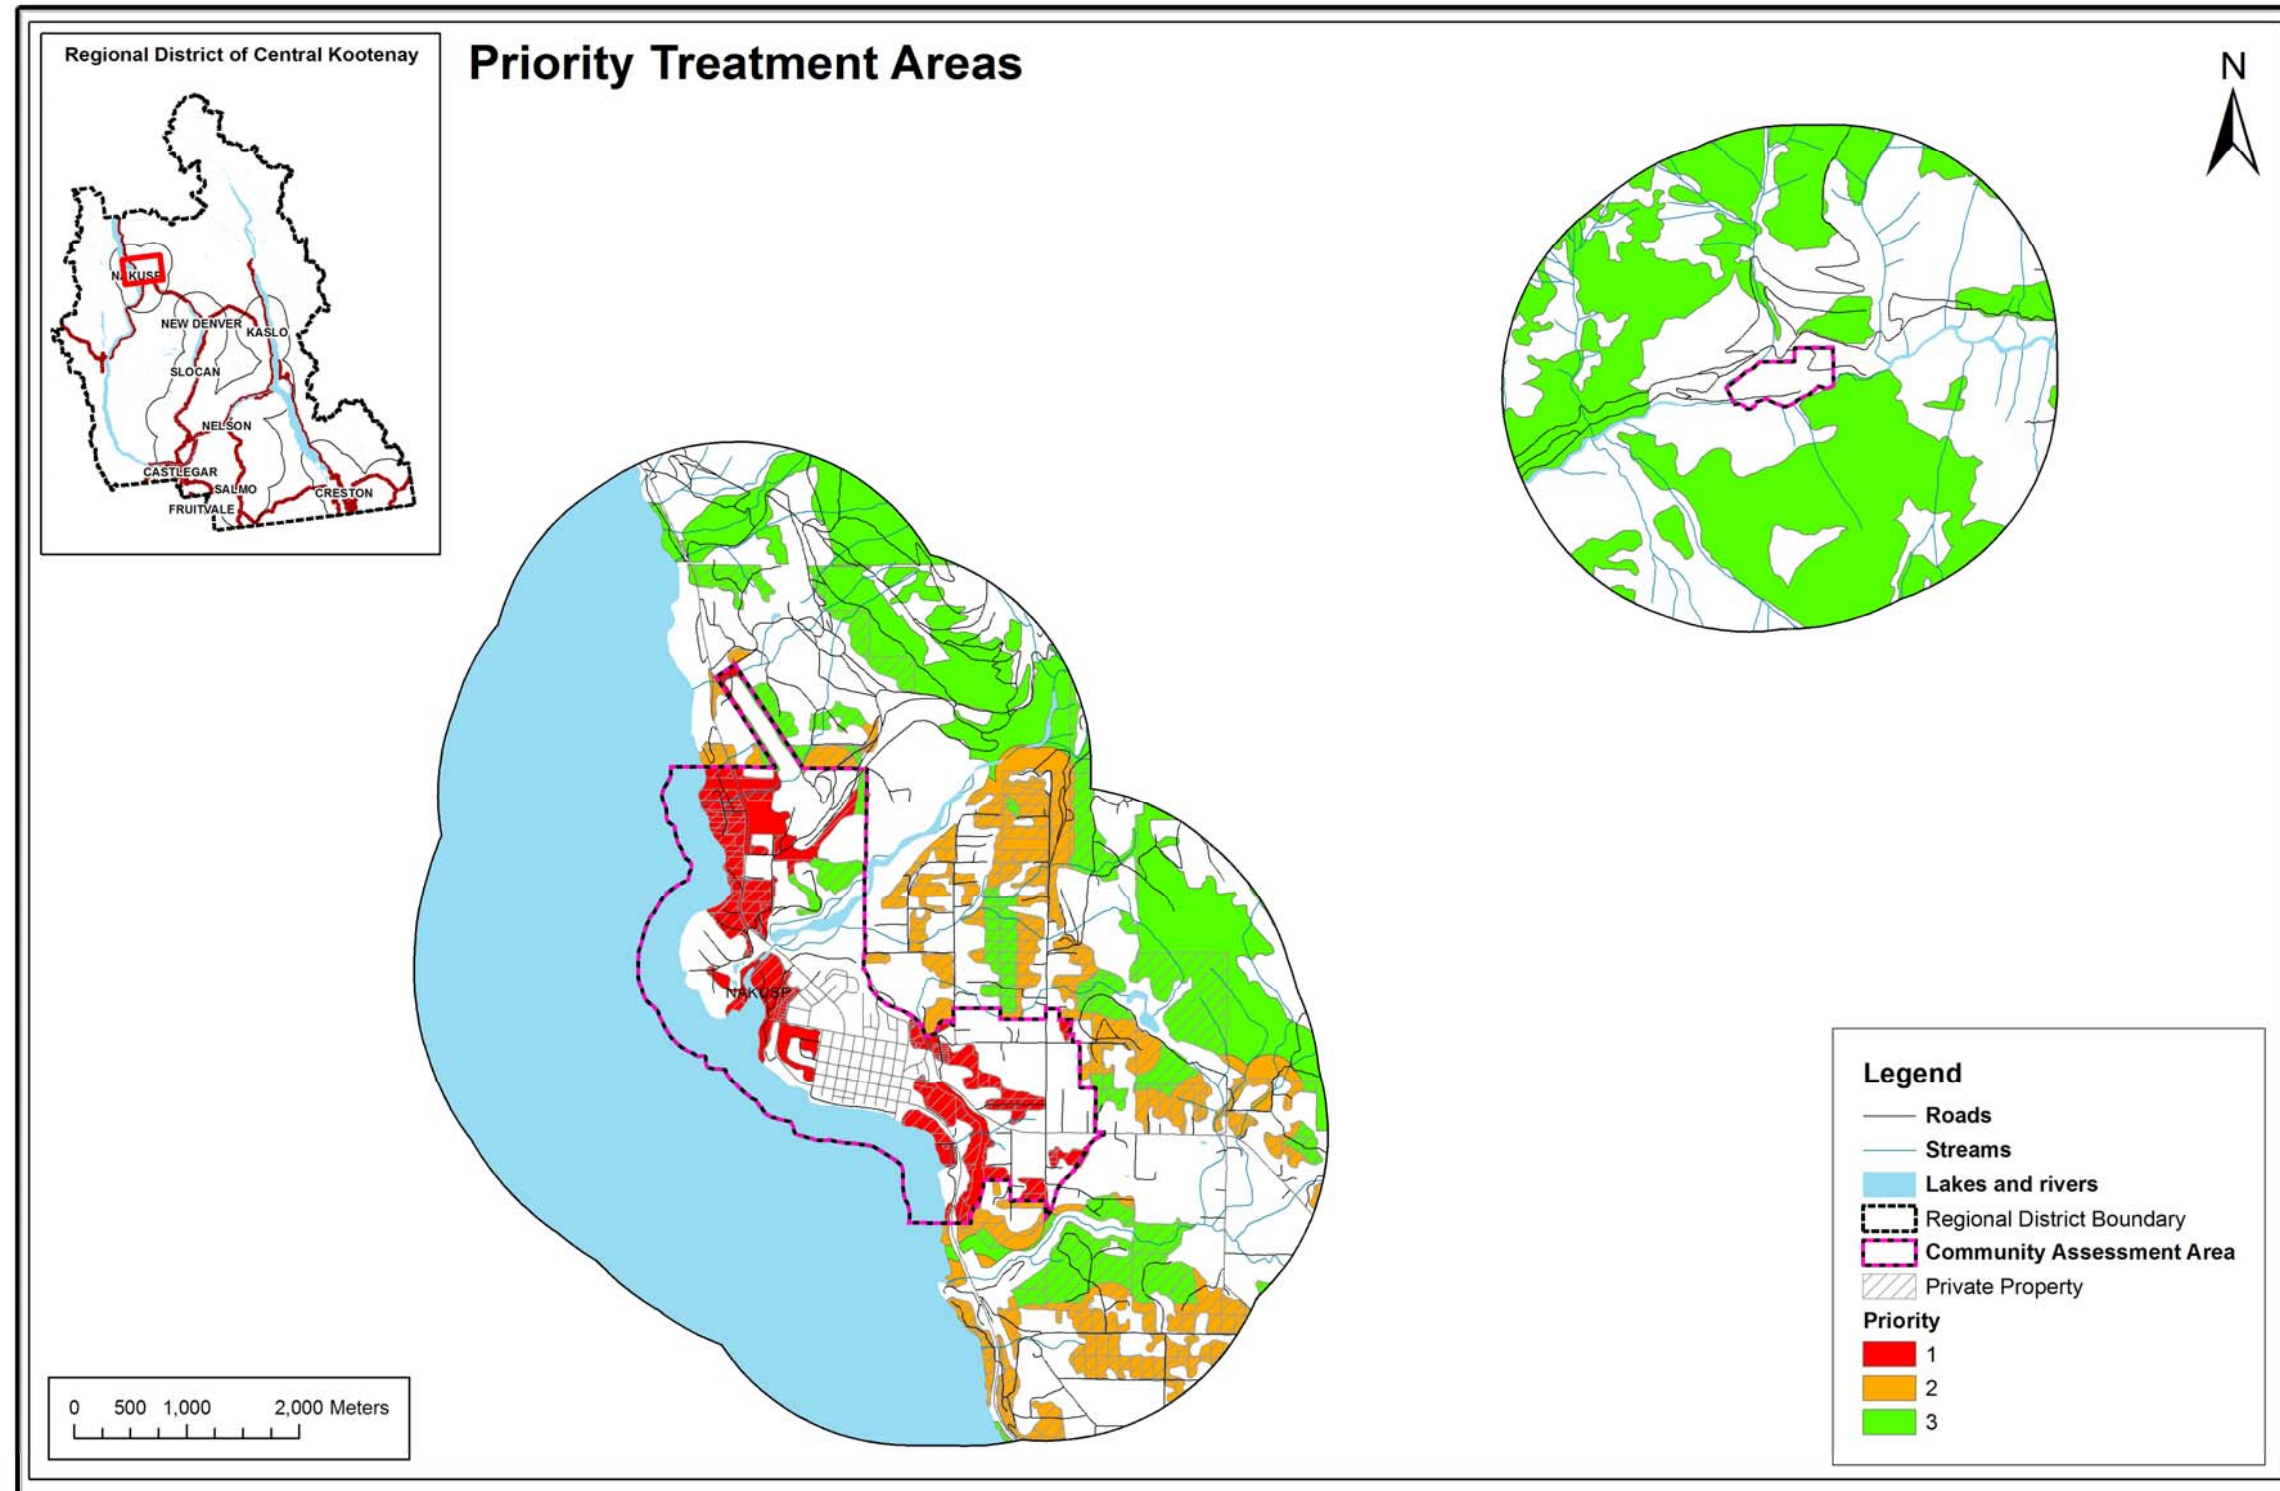 Regional District of Central Kootenay
Priority Treatment Areas
N
NAKUSP
NEW DENVER
KASLO
SLOCAN
NELSON
CASTLEGAR
SALMO
CRESTON
FRUITVALE
NAKUSP
Legend
Roads
Streams
Lakes and rivers
Regional District Boundary
Community Assessment Area
Private Property
Priority
1
2
3
0 500 1,000 2,000 Meters